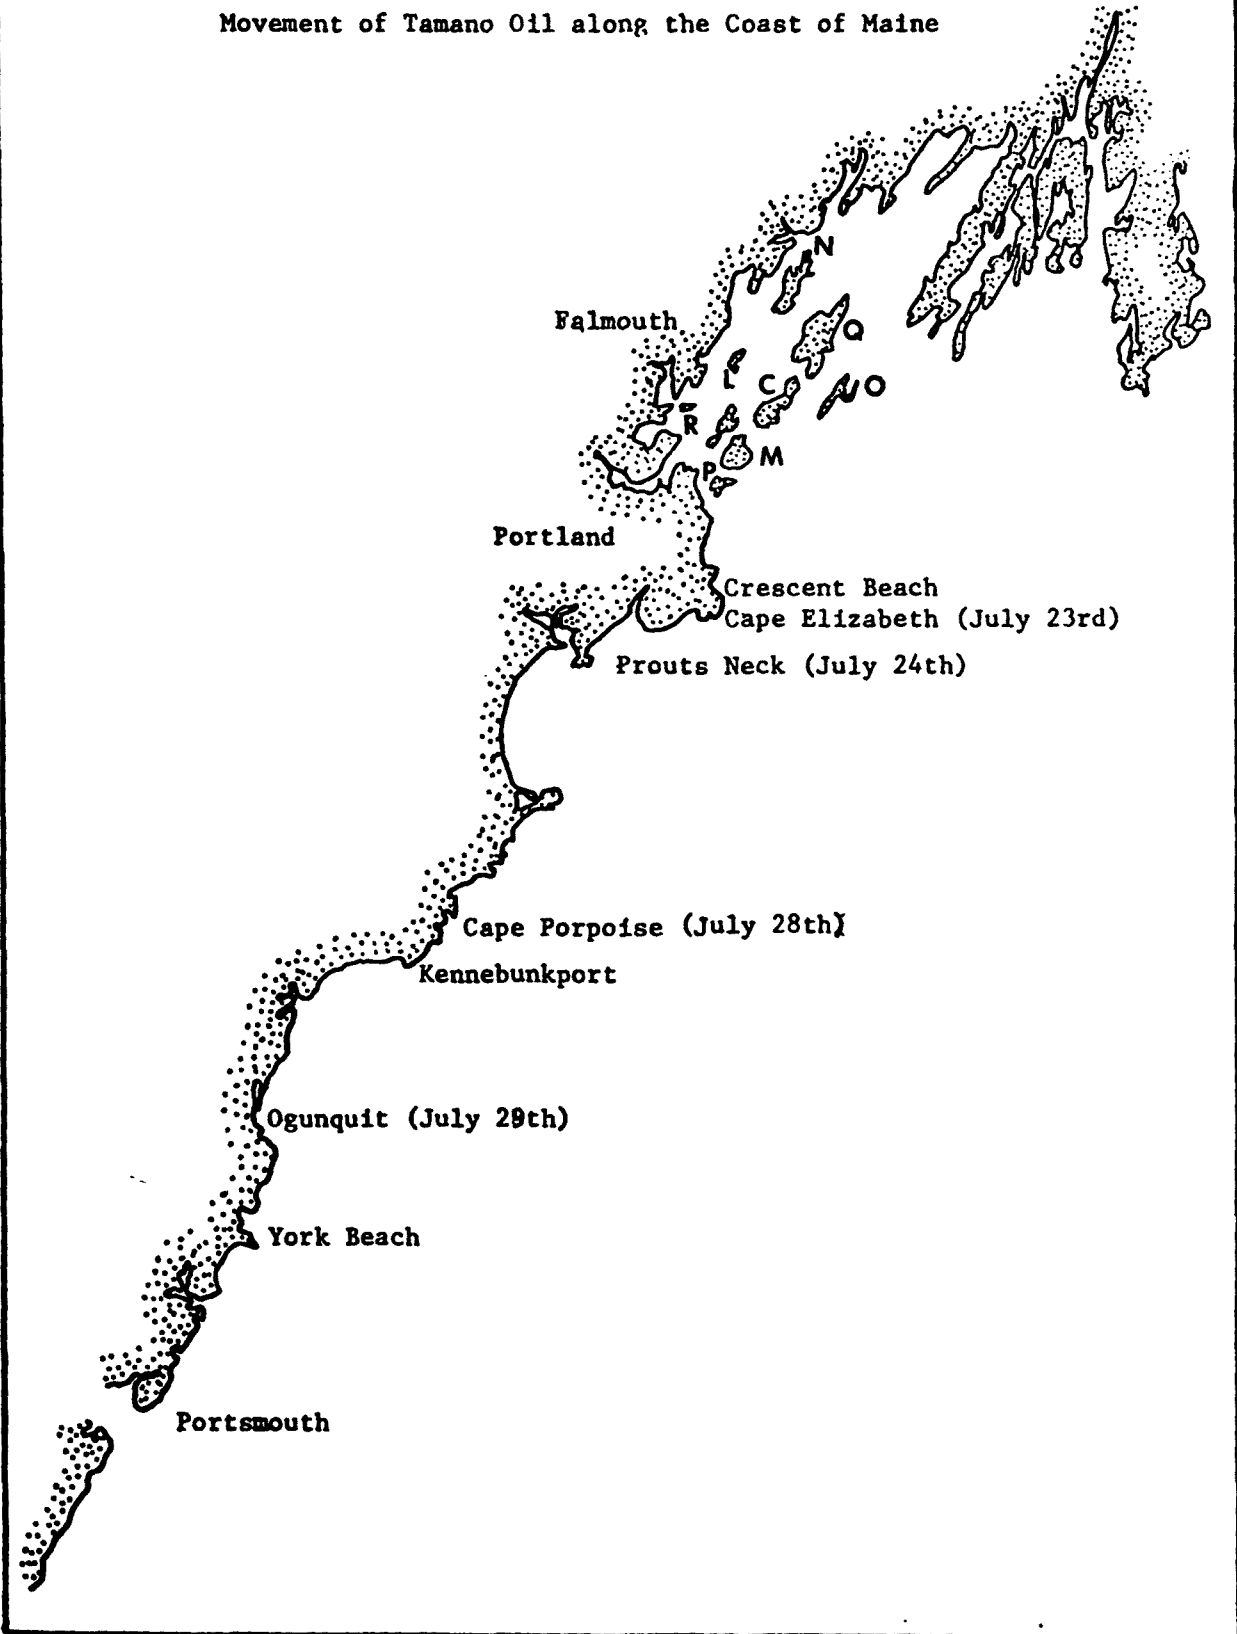 Movement of Tamano Oil along the Coast of Maine
N
Falmouth
Q
L
C
O
R
M
P
Portland
Crescent Beach
Cape Elizabeth (July 23rd)
Prouts Neck (July 24th)
Cape Porpoise (July 28th)
Kennebunkport
Ogunquit (July 29th)
York Beach
Portsmouth